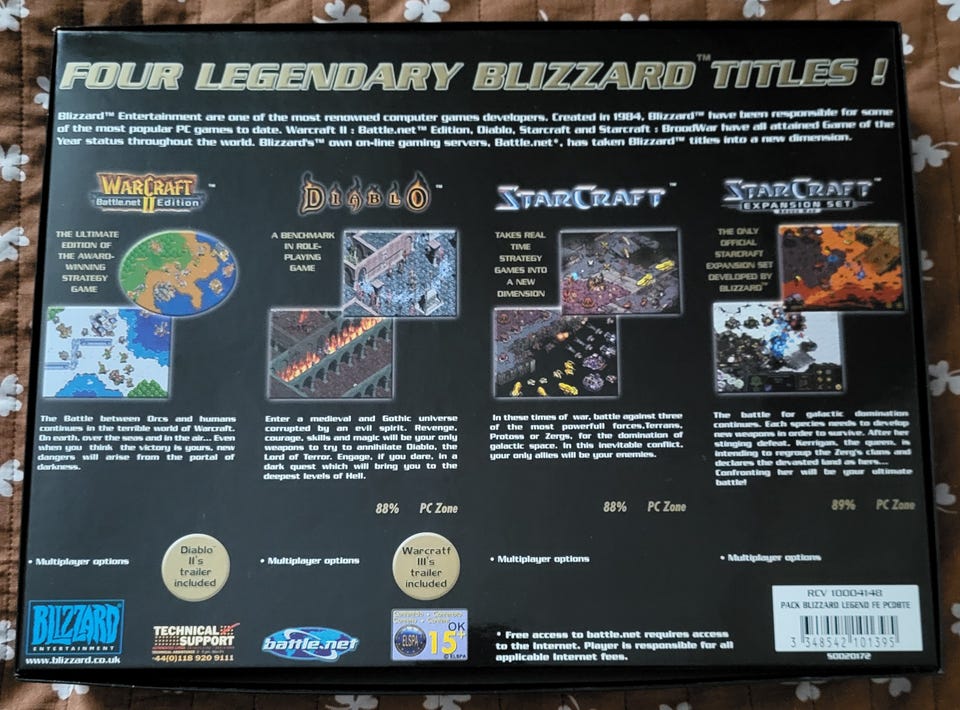 FOUR LEGENDARY BLIZZARD™ TITLES !
Blizzard™ Entertainment are one of the most renowned computer games developers. Created in 1984, Blizzard™ have been responsible for some
of the most popular PC games to date. Warcraft II : Battle.net™ Edition, Diablo, Starcraft and Starcraft : BroodWar have all attained Game of the
Year status throughout the world. Blizzard's™ own on-line gaming servers, Battle.net*, has taken Blizzard™ titles into a new dimension.
WARCRAFT II ™
Battle.net Edition
THE ULTIMATE
EDITION OF
THE AWARD-
WINNING
STRATEGY
GAME
The Battle between Orcs and humans
continues in the terrible world of Warcraft.
On earth, over the seas and in the air... Even
when you think the victory is yours, new
dangers will arise from the portal of
darkness.
• Multiplayer options
Diablo™
II's
trailer
included
DIABLO™
A BENCHMARK
IN ROLE-
PLAYING
GAME
Enter a medieval and Gothic universe
corrupted by an evil spirit. Revenge,
courage, skills and magic will be your only
weapons to try to annihilate Diablo, the
Lord of Terror. Engage, if you dare, in a
dark quest which will bring you to the
deepest levels of Hell.
88% PC Zone
• Multiplayer options
Warcraft
III's
trailer
included
STARCRAFT™
TAKES REAL
TIME
STRATEGY
GAMES INTO
A NEW
DIMENSION
In these times of war, battle against three
of the most powerfull forces,Terrans,
Protoss or Zergs, for the domination of
galactic space. In this inevitable conflict,
your only allies will be your enemies.
88% PC Zone
• Multiplayer options
STARCRAFT™
EXPANSION SET
BROOD WAR
THE ONLY
OFFICIAL
STARCRAFT
EXPANSION SET
DEVELOPED BY
BLIZZARD™
The battle for galactic domination
continues. Each species needs to develop
new weapons in order to survive. After her
stinging defeat, Kerrigan, the queen, is
intending to regroup the Zerg's clans and
declares the devasted land as hers...
Confronting her will be your ultimate
battle!
89% PC Zone
• Multiplayer options
BLIZZARD
ENTERTAINMENT
www.blizzard.co.uk
TECHNICAL
SUPPORT
+44(0)118 920 9111
battle.net
ELSPA
OK
15+
© ELSPA
* Free access to battle.net requires access
to the Internet. Player is responsible for all
applicable Internet fees.
RCV 10004148
PACK BLIZZARD LEGEND FE PCDBTE
3 348542 101395
S0020172